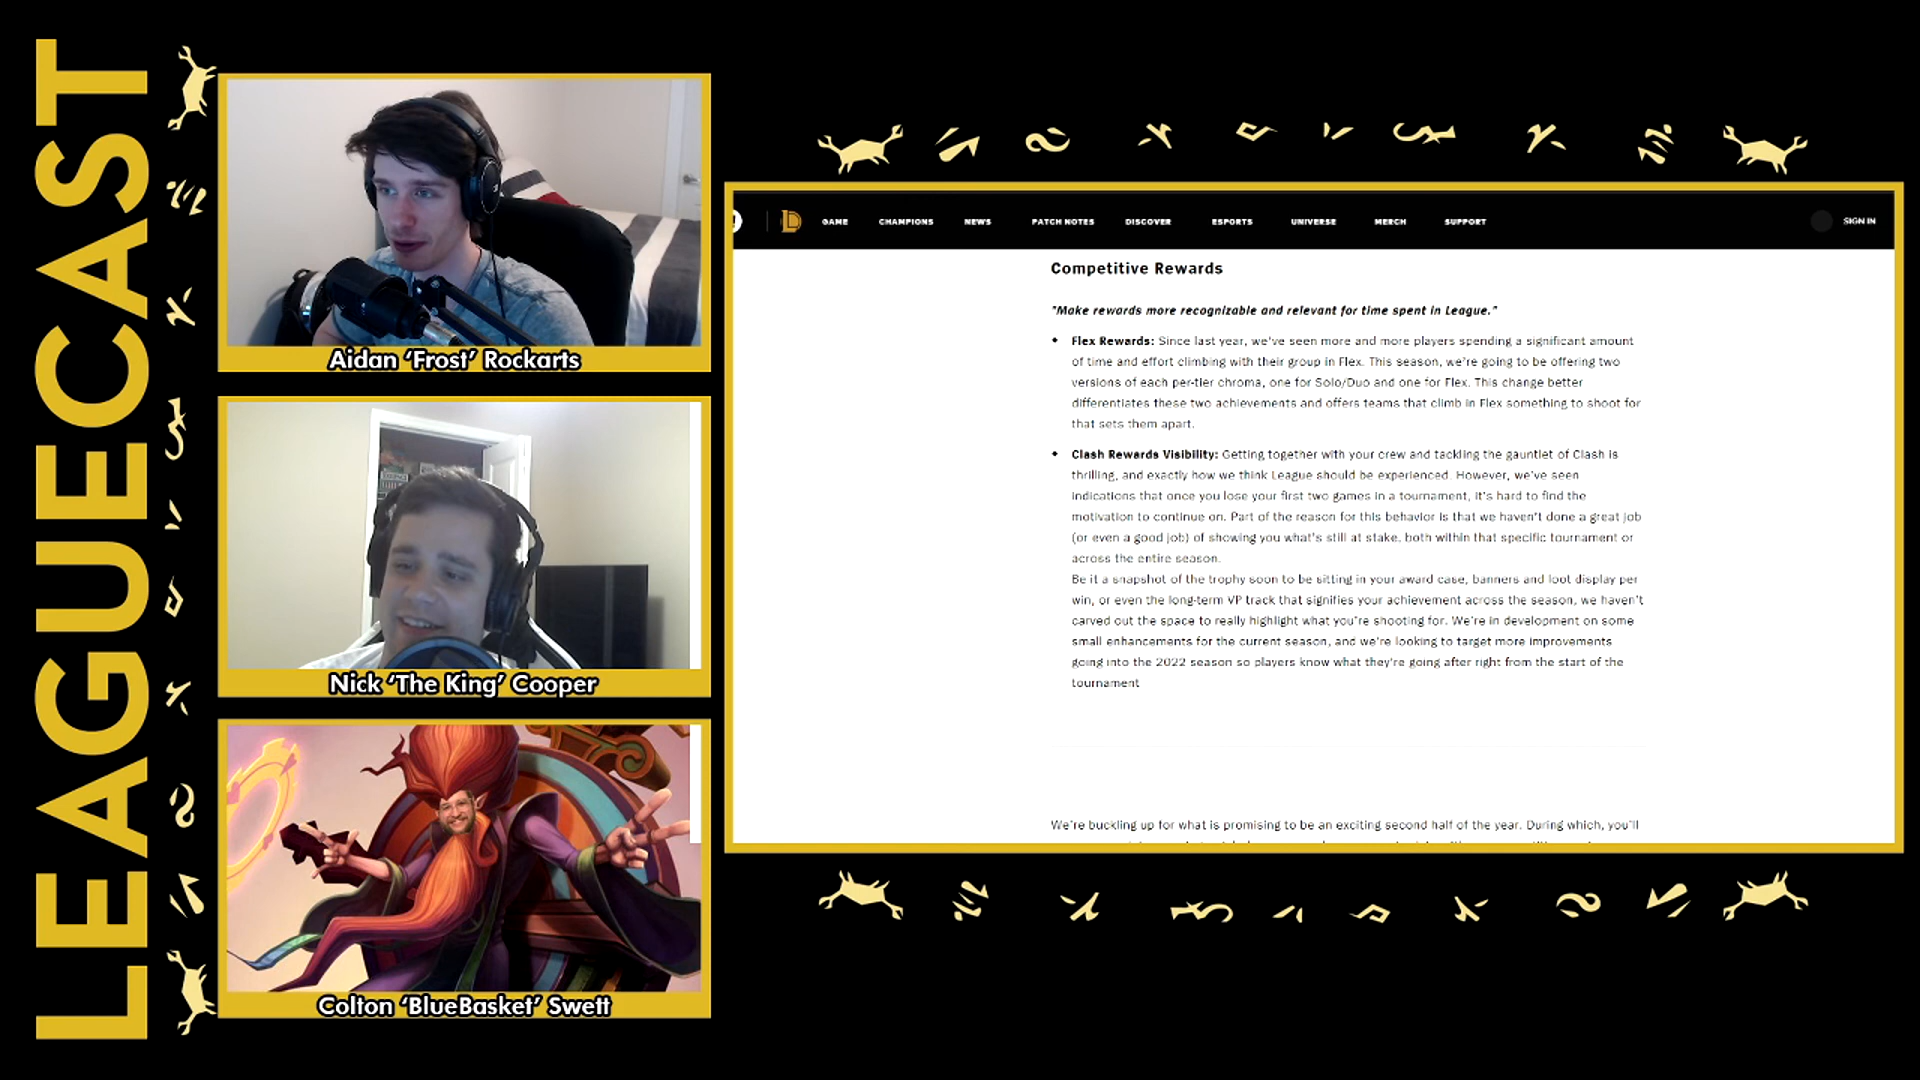 LEAGUECAST
Aidan ‘Frost’ Rockarts
Nick ‘The King’ Cooper
Colton ‘BlueBasket’ Swett
GAME CHAMPIONS NEWS PATCH NOTES DISCOVER ESPORTS UNIVERSE MERCH SUPPORT SIGN IN
Competitive Rewards
"Make rewards more recognizable and relevant for time spent in League."
• Flex Rewards: Since last year, we've seen more and more players spending a significant amount
of time and effort climbing with their group in Flex. This season, we're going to be offering two
versions of each per-tier chroma, one for Solo/Duo and one for Flex. This change better
differentiates these two achievements and offers teams that climb in Flex something to shoot for
that sets them apart.
• Clash Rewards Visibility: Getting together with your crew and tackling the gauntlet of Clash is
thrilling, and exactly how we think League should be experienced. However, we've seen
indications that once you lose your first two games in a tournament, it's hard to find the
motivation to continue on. Part of the reason for this behavior is that we haven't done a great job
(or even a good job) of showing you what's still at stake, both within that specific tournament or
across the entire season.
Be it a snapshot of the trophy soon to be sitting in your award case, banners and loot display per
win, or even the long-term VP track that signifies your achievement across the season, we haven't
carved out the space to really highlight what you're shooting for. We're in development on some
small enhancements for the current season, and we're looking to target more improvements
going into the 2022 season so players know what they're going after right from the start of the
tournament
We're buckling up for what is promising to be an exciting second half of the year. During which, you'll